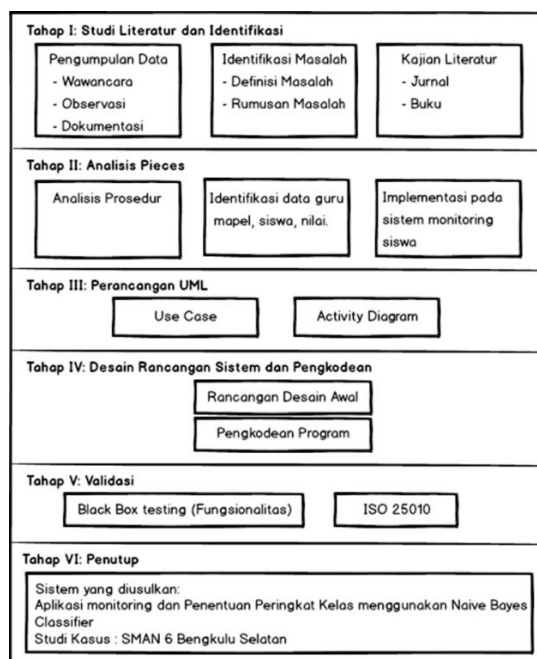 Tahap I: Studi Literatur dan Identifikasi
Pengumpulan Data
- Wawancara
- Observasi
- Dokumentasi
Identifikasi Masalah
- Definisi Masalah
- Rumusan Masalah
Kajian Literatur
- Jurnal
- Buku
Tahap II: Analisis Pieces
Analisis Prosedur
Identifikasi data guru
mapel, siswa, nilai.
Implementasi pada
sistem monitoring
siswa
Tahap III: Perancangan UML
Use Case
Activity Diagram
Tahap IV: Desain Rancangan Sistem dan Pengkodean
Rancangan Desain Awal
Pengkodean Program
Tahap V: Validasi
Black Box testing (Fungsionalitas)
ISO 25010
Tahap VI: Penutup
Sistem yang diusulkan:
Aplikasi monitoring dan Penentuan Peringkat Kelas menggunakan Naive Bayes
Classifier
Studi Kasus : SMAN 6 Bengkulu Selatan